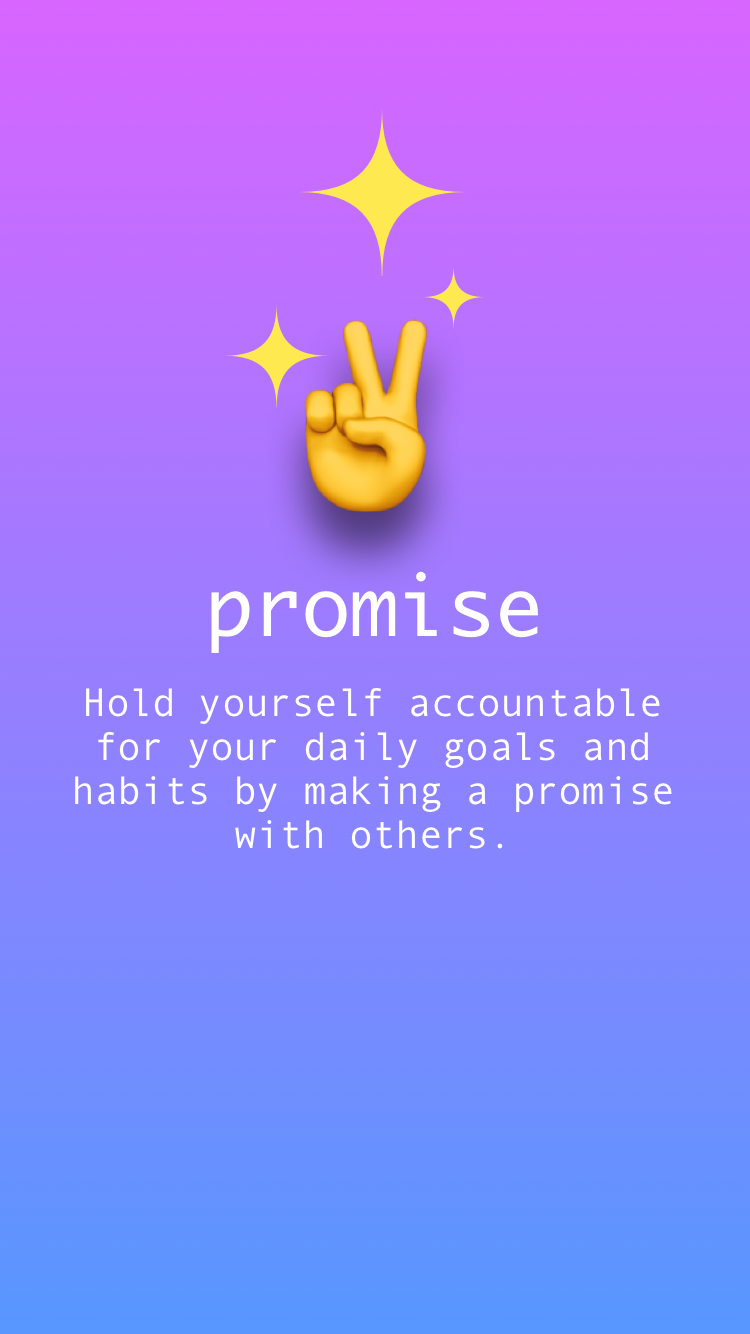 promise
Hold yourself accountable
for your daily goals and
habits by making a promise
with others.